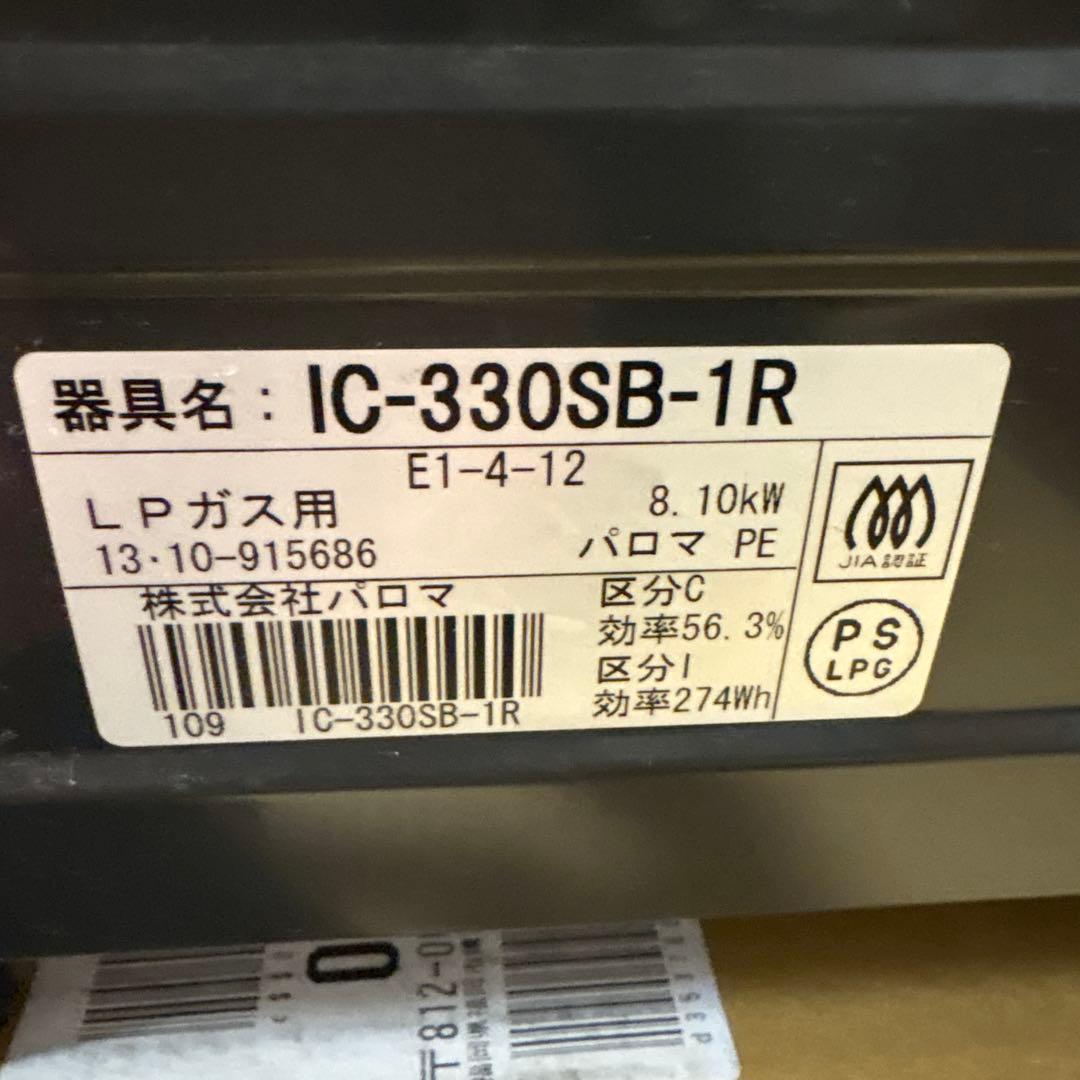 器具名：IC-330SB-1R
E1-4-12
LPガス用
8.10kW
13・10-915686
パロマ PE
株式会社パロマ
区分C
効率56.3%
区分I
効率274Wh
109 IC-330SB-1R
JIA認証
PS
LPG
0
〒812-0